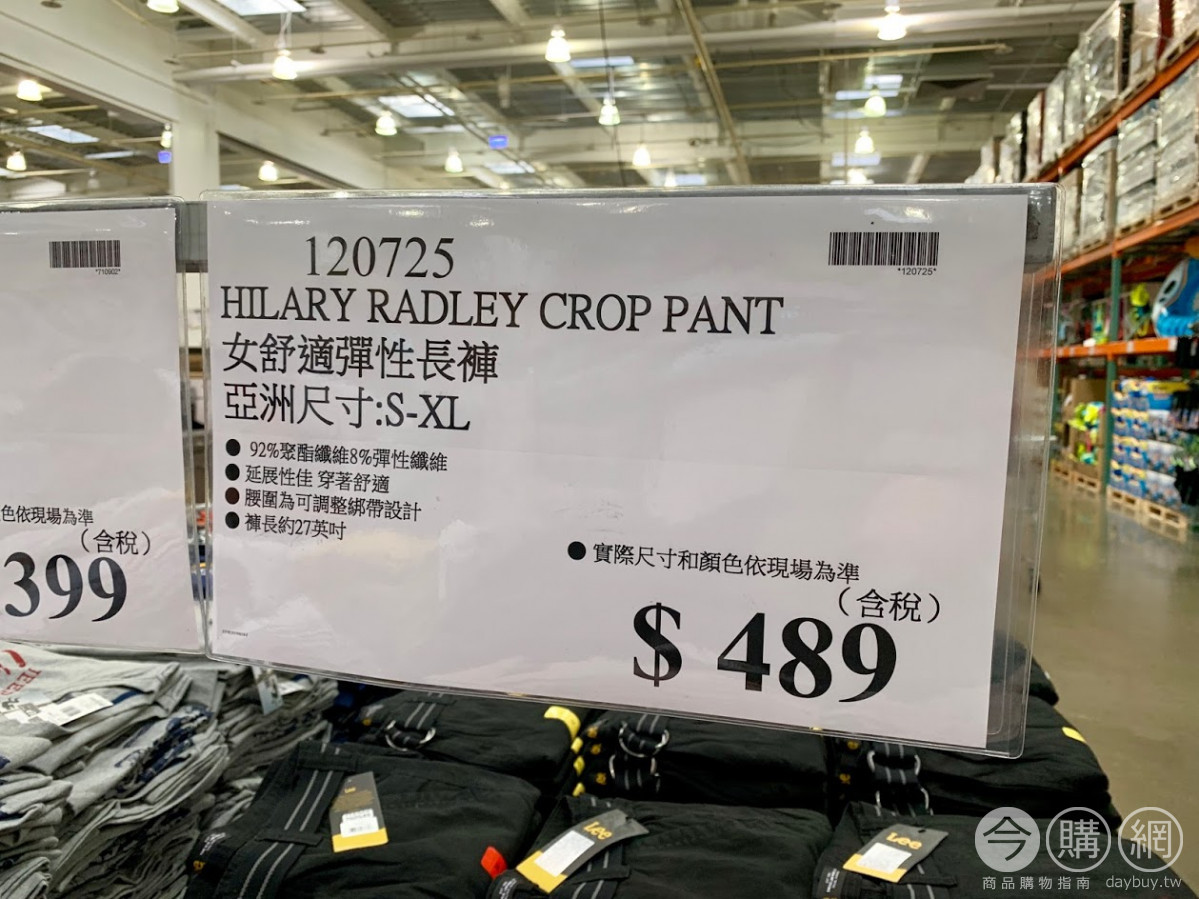 120725
*120725*
HILARY RADLEY CROP PANT
女舒適彈性長褲
亞洲尺寸:S-XL
● 92%聚酯纖維8%彈性纖維
● 延展性佳 穿著舒適
● 腰圍為可調整綁帶設計
● 褲長約27英吋
● 實際尺寸和顏色依現場為準
(含稅)
$ 489
*710902*
色依現場為準
(含稅)
399
Lee
Lee
今購網
商品購物指南 daybuy.tw